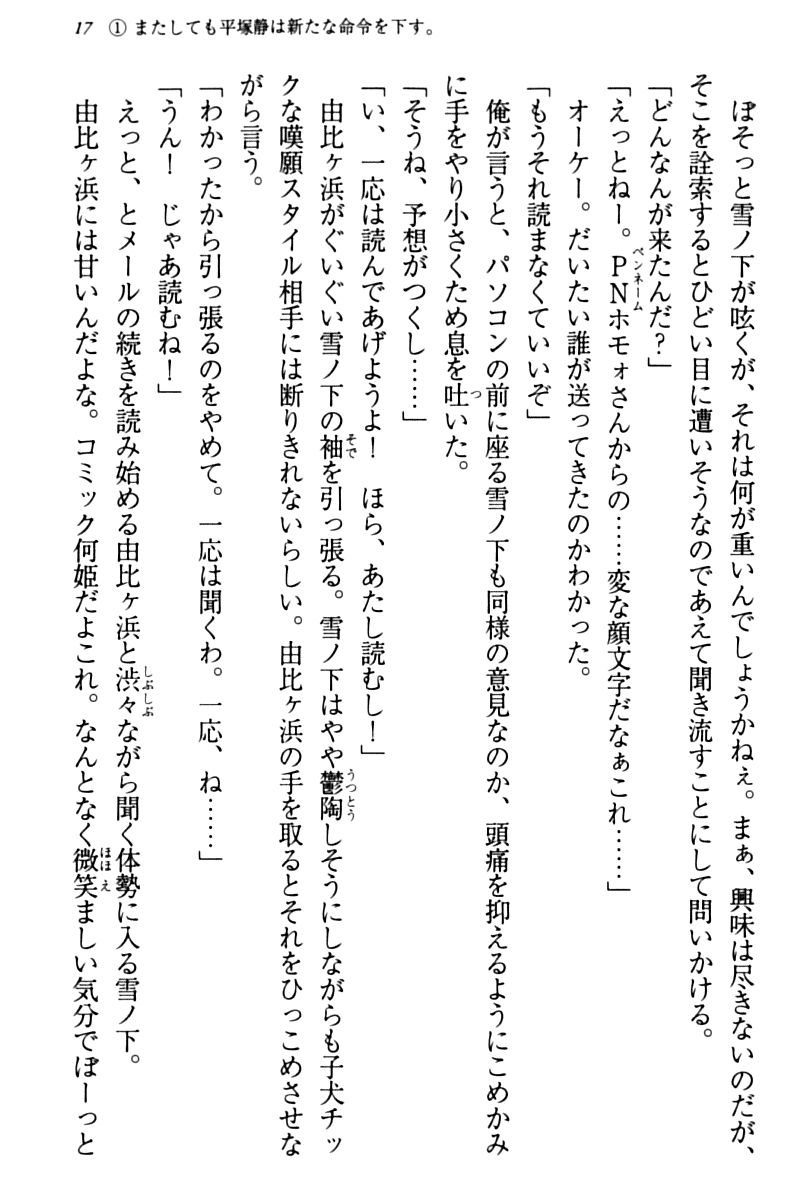 17　① またしても平塚静は新たな命令を下す。
　ぼそっと雪ノ下が呟くが、それは何が重いんでしょうかねぇ。まぁ、興味は尽きないのだが、
そこを詮索するとひどい目に遭いそうなのであえて聞き流すことにして問いかける。
「どんなんが来たんだ？」
「えっとねー。ＰＮホモォさんからの……変な顔文字だなぁこれ……」
　オーケー。だいたい誰が送ってきたのかわかった。
「もうそれ読まなくていいぞ」
　俺が言うと、パソコンの前に座る雪ノ下も同様の意見なのか、頭痛を抑えるようにこめかみ
に手をやり小さくため息を吐いた。
「そうね、予想がつくし……」
「い、一応は読んであげようよ！　ほら、あたし読むし！」
　由比ヶ浜がぐいぐい雪ノ下の袖を引っ張る。雪ノ下はやや鬱陶しそうにしながらも子犬チッ
クな嘆願スタイル相手には断りきれないらしい。由比ヶ浜の手を取るとそれをひっこめさせな
がら言う。
「わかったから引っ張るのをやめて。一応は聞くわ。一応、ね……」
「うん！　じゃあ読むね！」
　えっと、とメールの続きを読み始める由比ヶ浜と渋々ながら聞く体勢に入る雪ノ下。
　由比ヶ浜には甘いんだよな。コミック何姫だよこれ。なんとなく微笑ましい気分でぼーっと